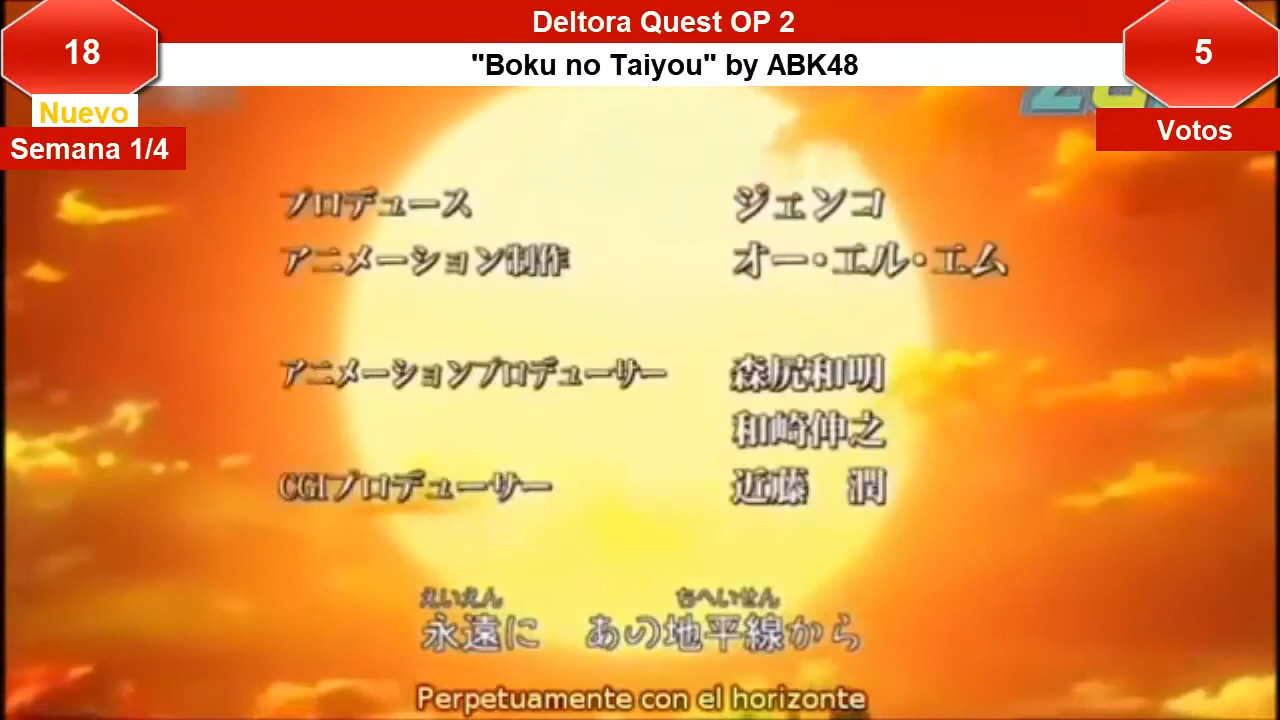 Deltora Quest OP 2
"Boku no Taiyou" by ABK48
18
5
Nuevo
Semana 1/4
Votos
プロデュース ジェンコ
アニメーション制作 オー・エル・エム
アニメーションプロデューサー 森尻和明
和崎伸之
CGIプロデューサー 近藤 潤
えいえん ちへいせん
永遠に あの地平線から
Perpetuamente con el horizonte